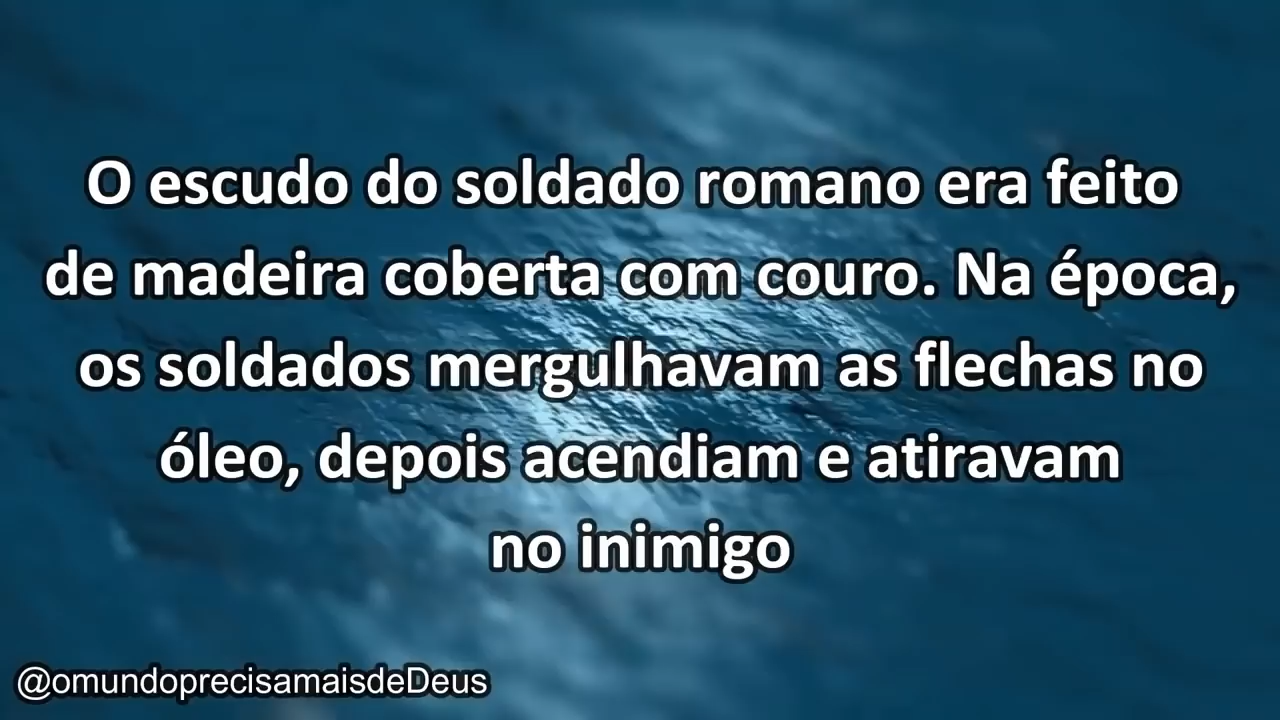 O escudo do soldado romano era feito
de madeira coberta com couro. Na época,
os soldados mergulhavam as flechas no
óleo, depois acendiam e atiravam
no inimigo
@omundoprecisamaisdeDeus